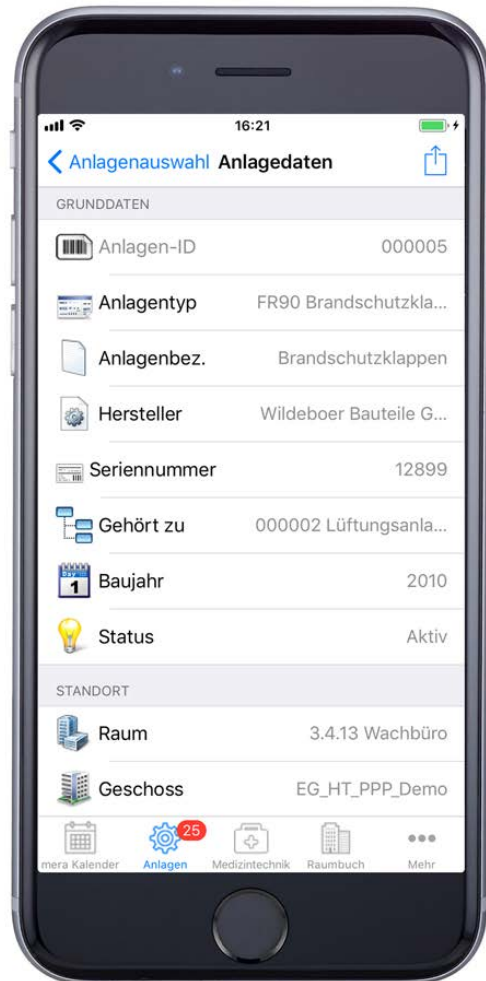 16:21
Anlagenauswahl Anlagedaten
GRUNDDATEN
Anlagen-ID 000005
Anlagentyp FR90 Brandschutzkla...
Anlagenbez. Brandschutzklappen
Hersteller Wildeboer Bauteile G...
Seriennummer 12899
Gehört zu 000002 Lüftungsanla...
Baujahr 2010
Status Aktiv
STANDORT
Raum 3.4.13 Wachbüro
Geschoss EG_HT_PPP_Demo
25
mera Kalender Anlagen Medizintechnik Raumbuch Mehr